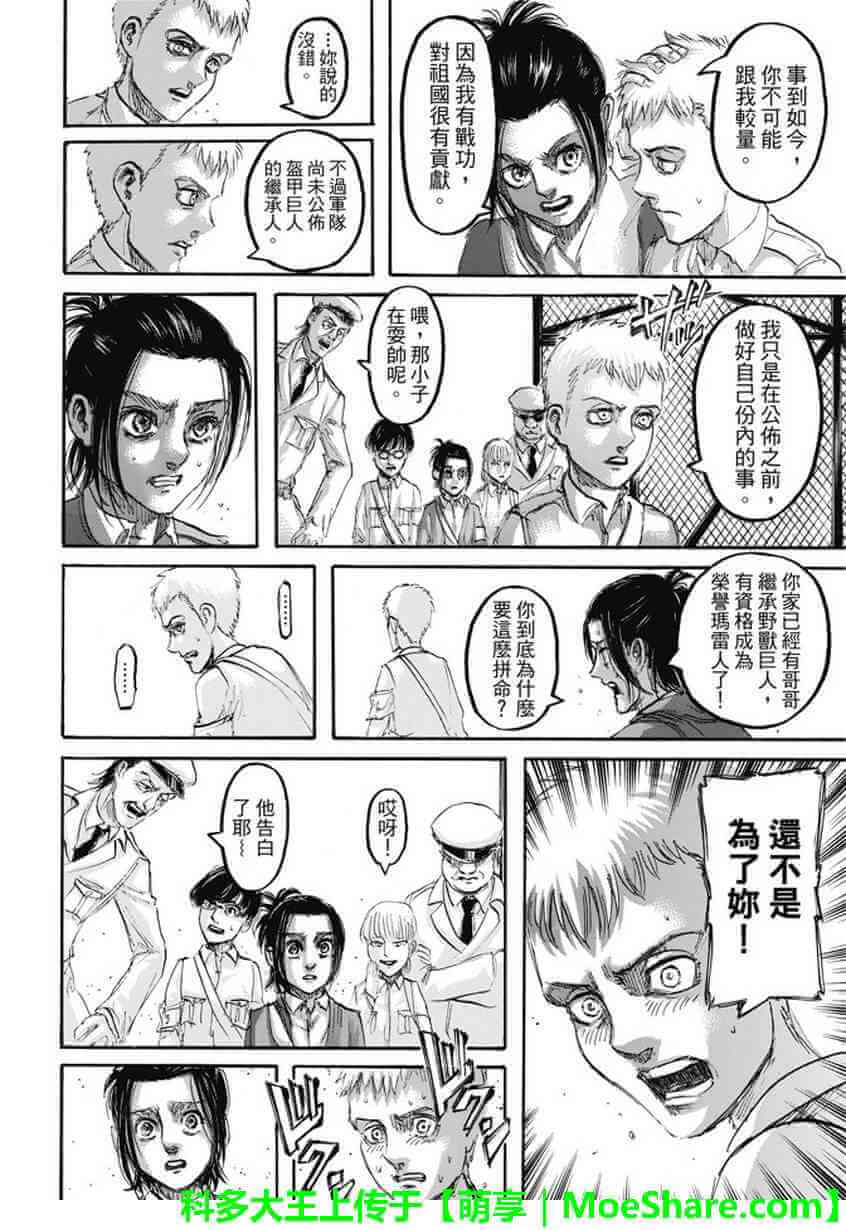 事到如今，
你不可能
跟我較量。
因為我有戰功，
對祖國很有貢獻。
…妳說的
沒錯。
不過軍隊
尚未公佈
盔甲巨人
的繼承人。
我只是在公佈之前，
做好自己份內的事。
喂，那小子
在耍帥呢。
你家已經有哥哥
繼承野獸巨人，
有資格成為
榮譽瑪雷人了！
你到底為什麼
要這麼拼命？
……
……
還不是
為了妳！
哎呀！
他告白
了耶～
科多大王上传于【萌享｜MoeShare.com】